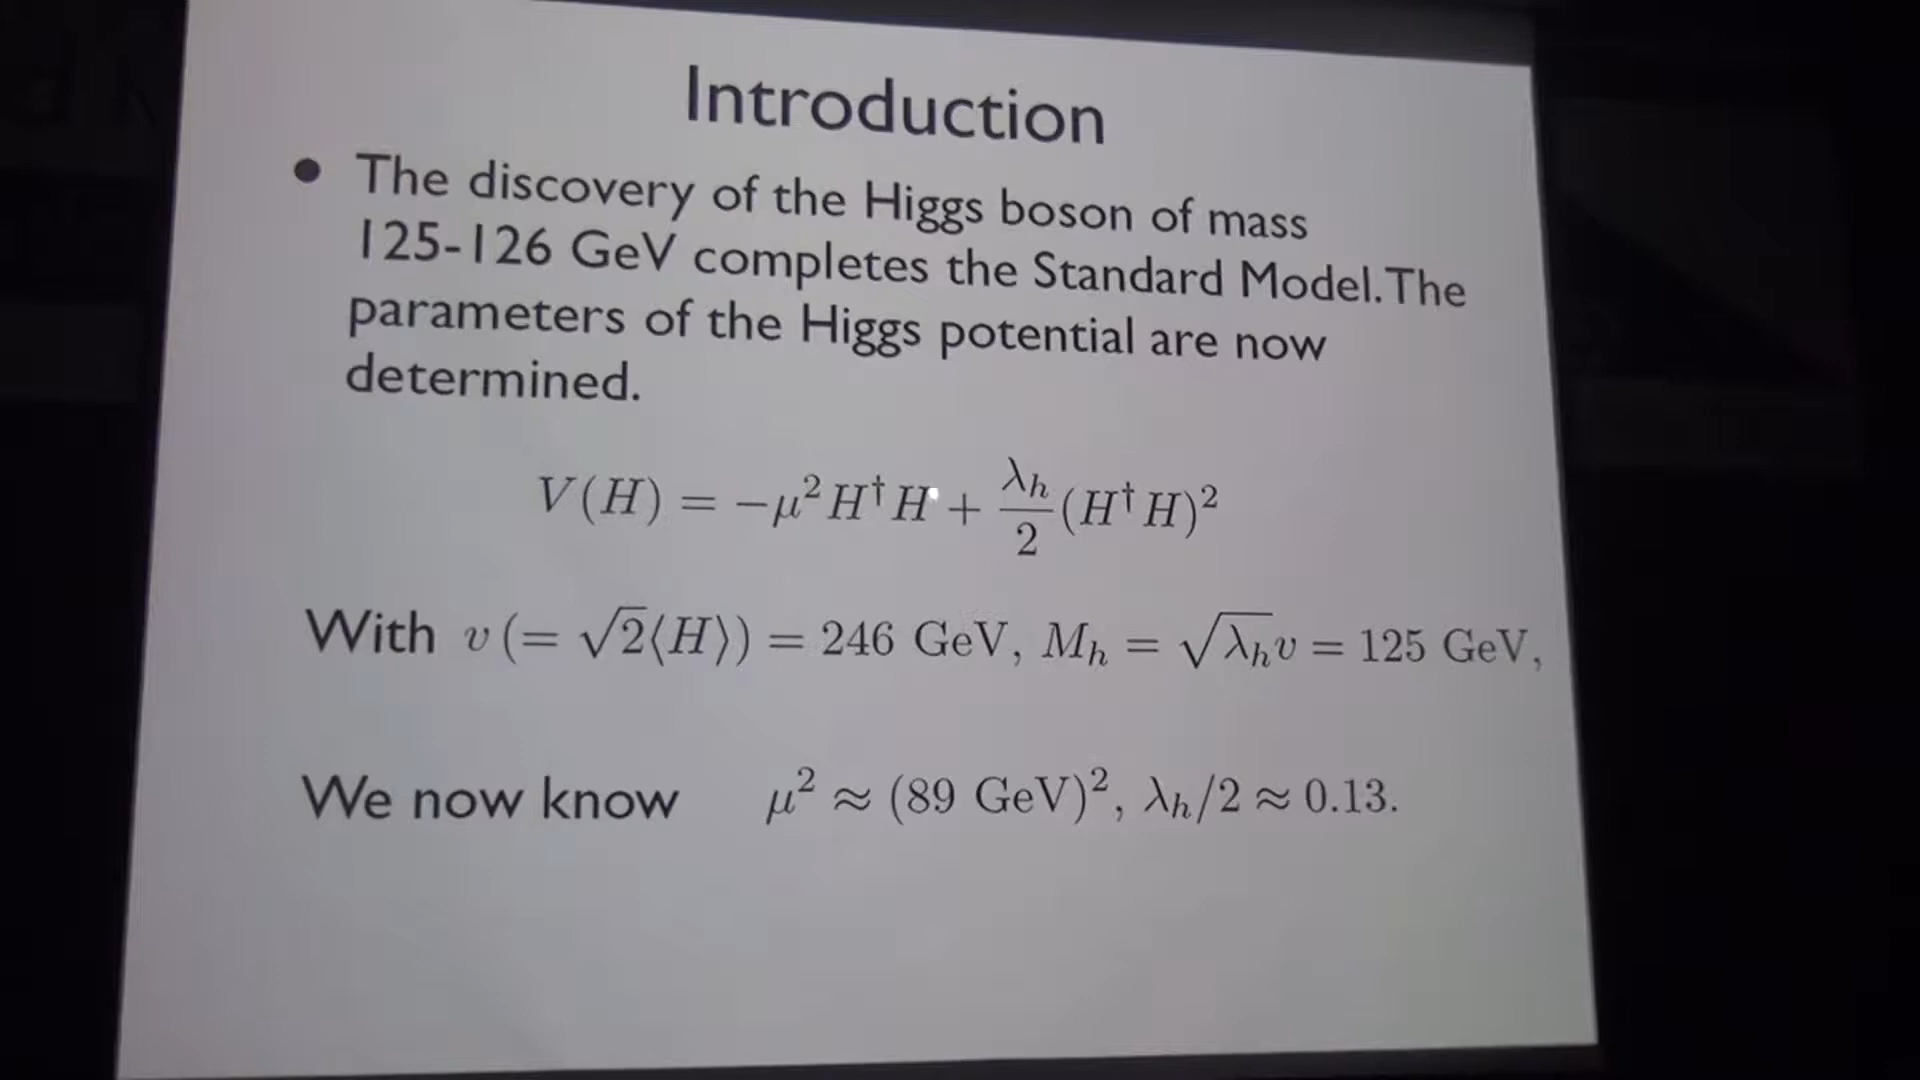 Introduction
• The discovery of the Higgs boson of mass
125-126 GeV completes the Standard Model. The
parameters of the Higgs potential are now
determined.
V(H) = −μ²H†H + λₕ/2 (H†H)²
With v(= √2⟨H⟩) = 246 GeV, Mₕ = √λₕv = 125 GeV,
We now know μ² ≈ (89 GeV)², λₕ/2 ≈ 0.13.